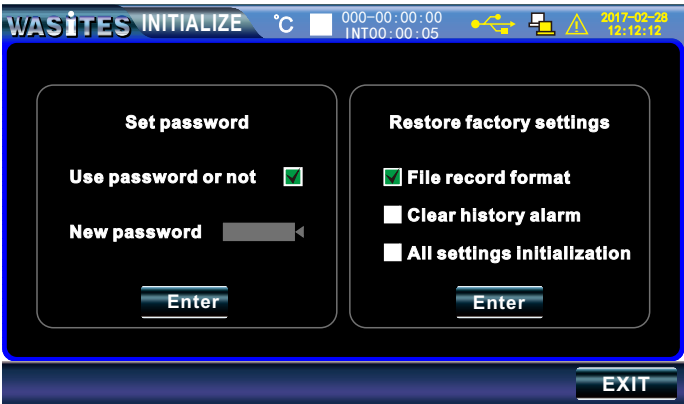 WASiTES INITIALIZE °C 000-00:00:00 2017-02-28
INT00:00:05 12:12:12
Set password
Use password or not
New password
Enter
Restore factory settings
File record format
Clear history alarm
All settings initialization
Enter
EXIT